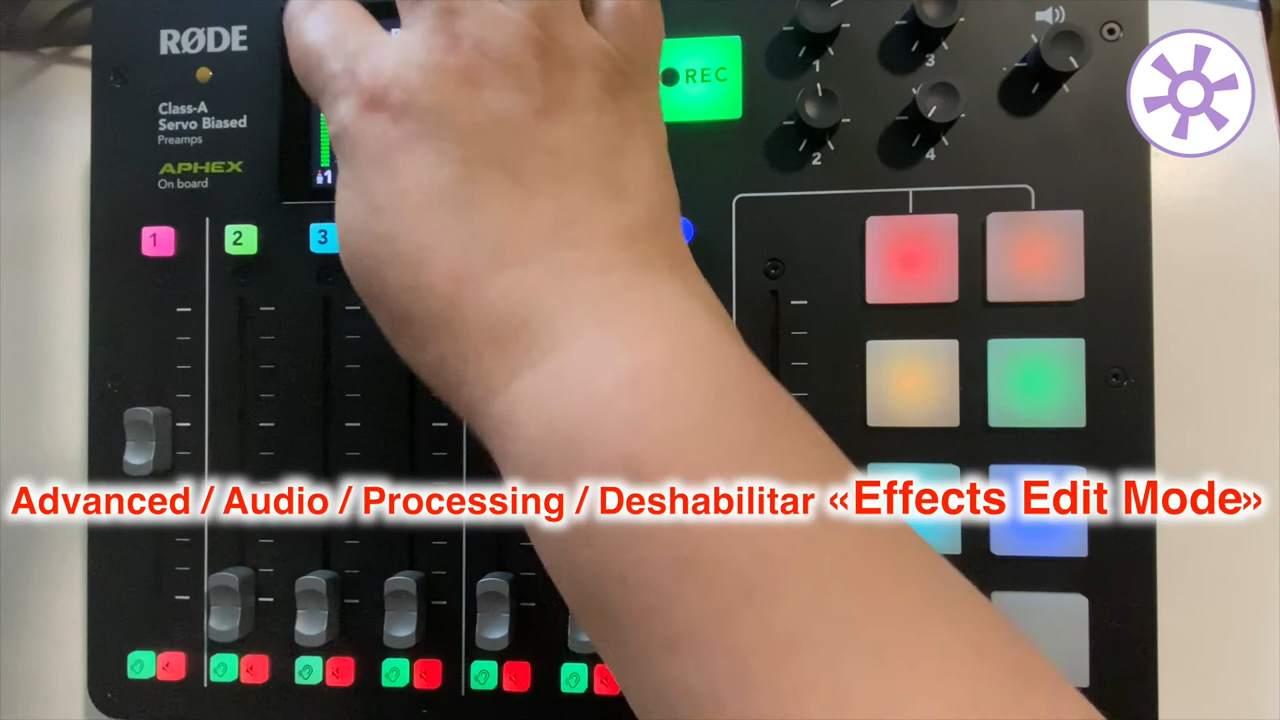 RØDE
REC
Class-A
Servo Biased
Preamps
APHEX
On board
1
1
3
2
4
1
2
3
Advanced / Audio / Processing / Deshabilitar «Effects Edit Mode»